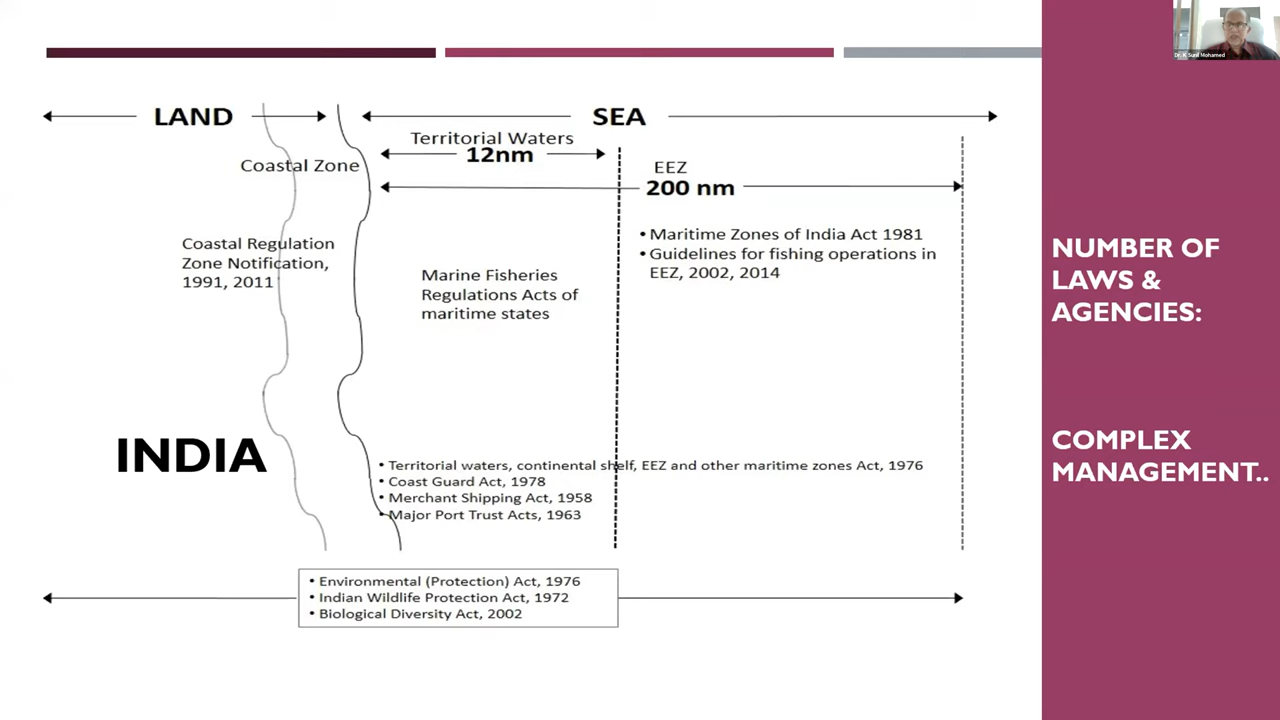 Dr. K Sunil Mohamed
LAND
SEA
Territorial Waters
12nm
Coastal Zone
EEZ
200 nm
Coastal Regulation
Zone Notification,
1991, 2011
Marine Fisheries
Regulations Acts of
maritime states
• Maritime Zones of India Act 1981
• Guidelines for fishing operations in
EEZ, 2002, 2014
INDIA
• Territorial waters, continental shelf, EEZ and other maritime zones Act, 1976
• Coast Guard Act, 1978
• Merchant Shipping Act, 1958
• Major Port Trust Acts, 1963
• Environmental (Protection) Act, 1976
• Indian Wildlife Protection Act, 1972
• Biological Diversity Act, 2002
NUMBER OF
LAWS &
AGENCIES:
COMPLEX
MANAGEMENT..